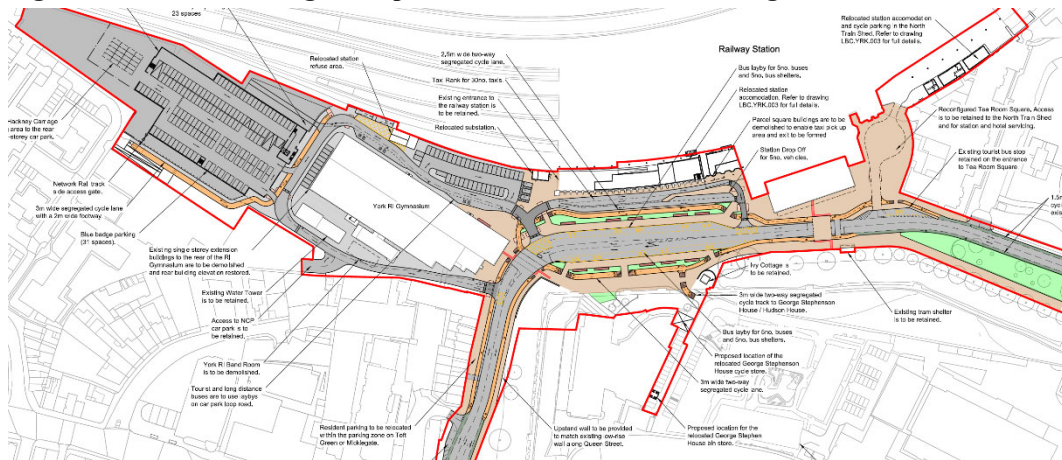 23 spaces
Relocated station
refuse area.
2.5m wide two-way
segregated cycle lane.
Taxi Rank for 30no. taxis.
Existing entrance to
the railway station is
to be retained.
Relocated substation.
Railway Station
Bus layby for 5no. buses
and 5no. bus shelters.
Relocated station
accomodation. Refer to drawing
LBC.YRK.003 for full details.
Parcel square buildings are to be
demolished to enable taxi pick up
area and exit to be formed
Station Drop Off
for 5no. vehicles.
Relocated station accomodation
and cycle parking in the North
Train Shed. Refer to drawing
LBC.YRK.003 for full details.
Reconfigured Tea Room Square, Access
is to be retained to the North Train Shed
and for station and hotel servicing.
Existing tourist bus stop
retained on the entrance
to Tea Room Square.
Hackney Carriage
area to the rear
storey car park.
Network Rail track
side access gate.
3m wide segregated cycle lane
with a 2m wide footway.
Blue badge parking
(31 spaces).
York RI Gymnasium
Existing single storey extension
buildings to the rear of the RI
Gymnasium are to be demolished
and rear building elevation restored.
Existing Water Tower
is to be retained.
Access to NCP
car park is to
be retained.
York RI Band Room
is to be demolished.
Tourist and long distance
buses are to use laybys
on car park loop road.
Resident parking to be relocated
within the parking zone on Toft
Green or Micklegate.
Upstand wall to be provided
to match existing low-rise
wall along Queen Street.
Ivy Cottage is
to be retained.
3m wide two-way segregated
cycle track to George Stephenson
House / Hudson House.
Existing tram shelter
is to be retained.
Bus layby for 5no. buses
and 5no. bus shelters.
Proposed location of the
relocated George Stephenson
House cycle store.
3m wide two-way
segregated cycle lane.
Proposed location for the
relocated George Stephen
House bin store.